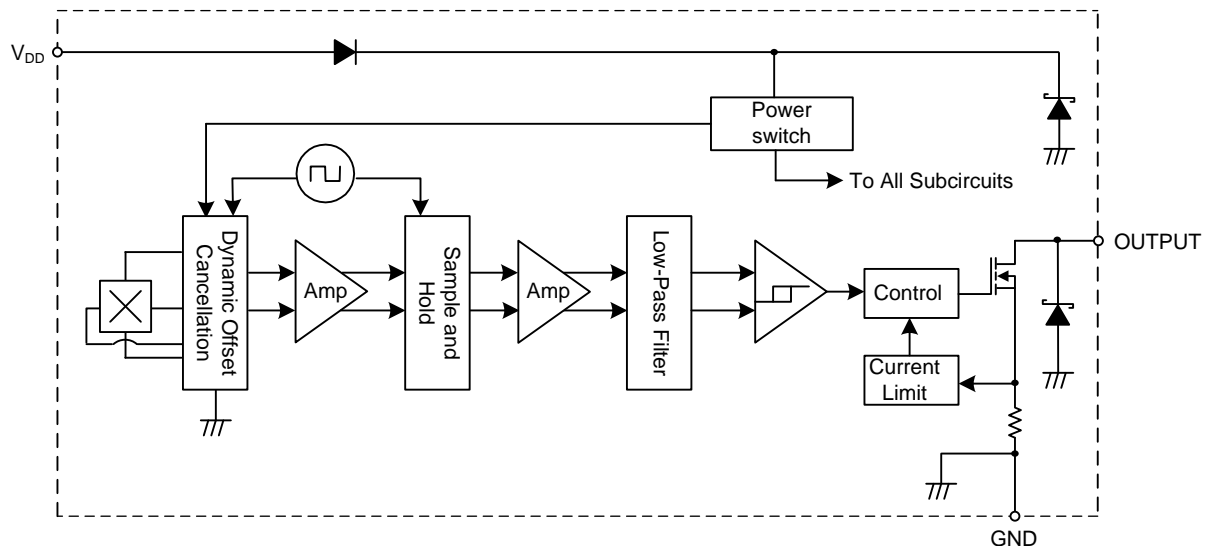 V_DD
Power
switch
To All Subcircuits
Dynamic Offset
Cancellation
Amp
Sample and
Hold
Amp
Low-Pass Filter
Control
OUTPUT
Current
Limit
GND